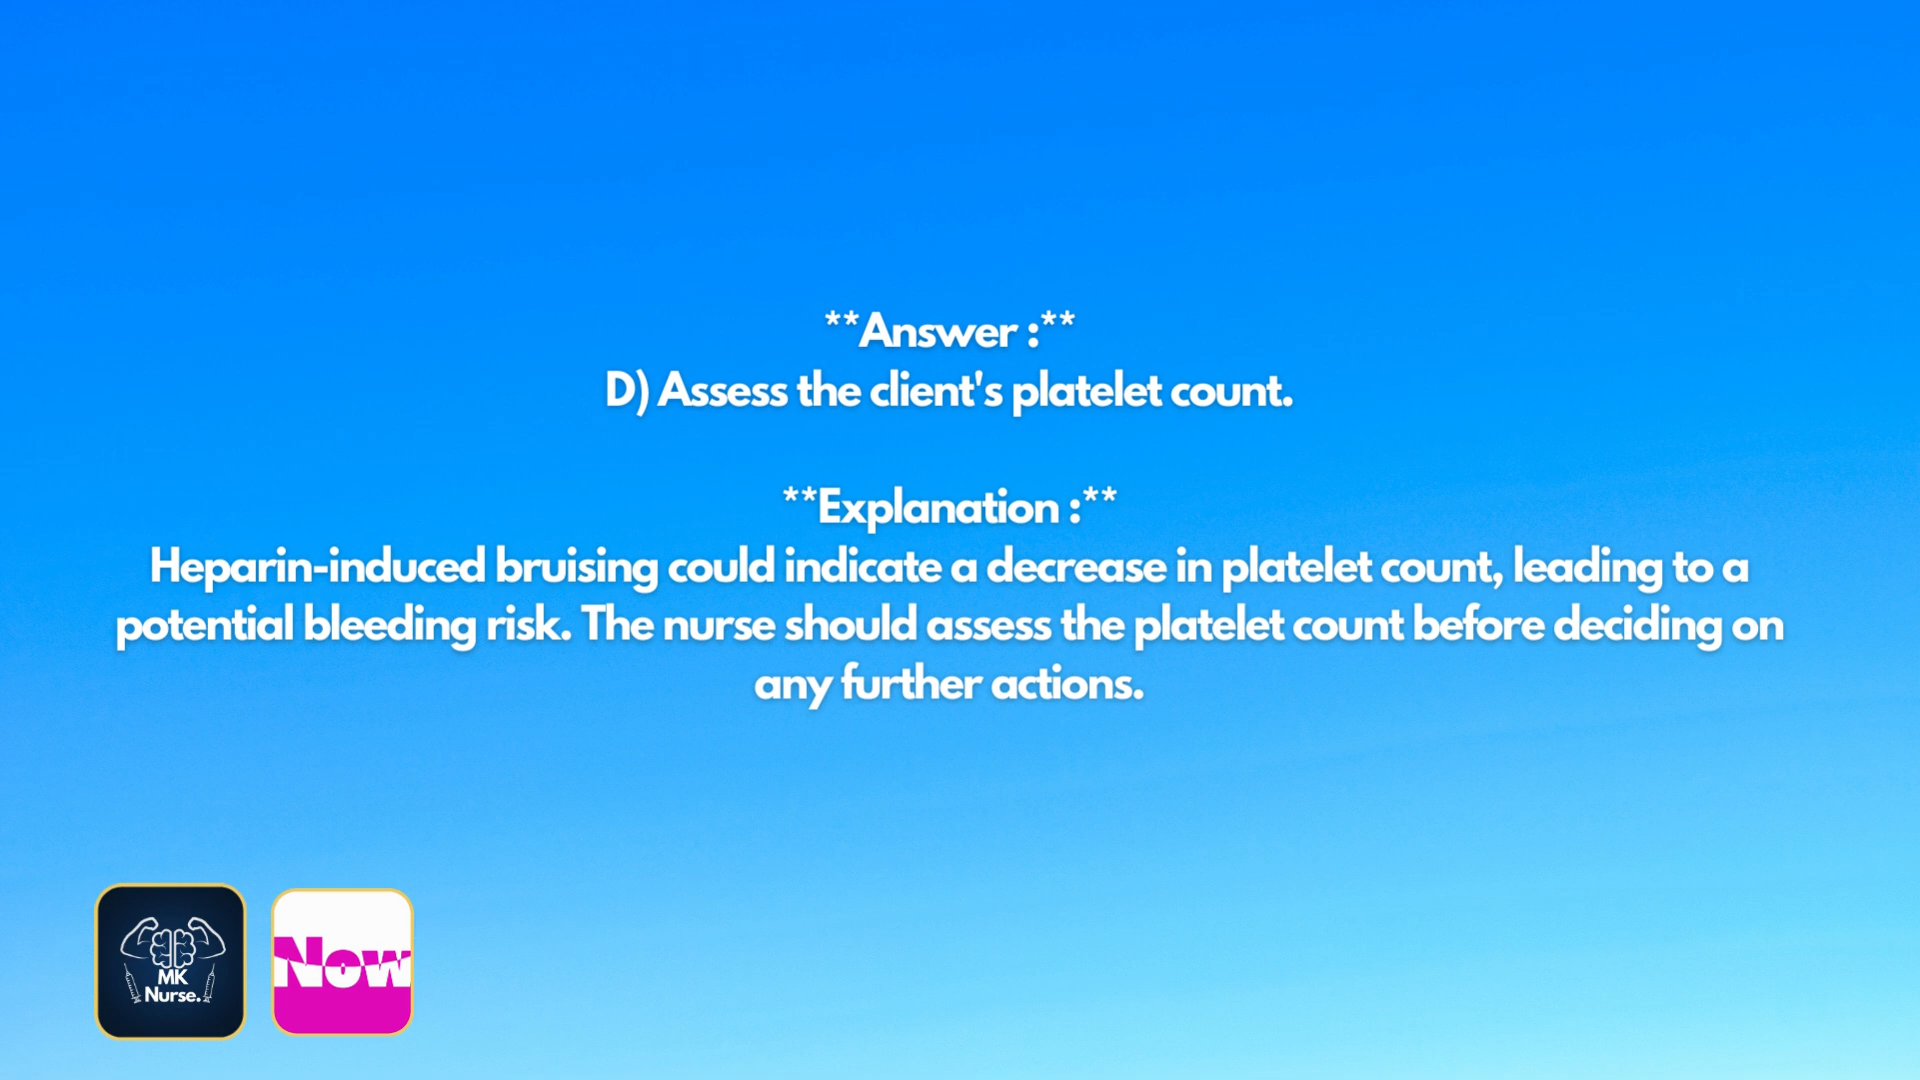 **Answer :**
D) Assess the client's platelet count.
**Explanation :**
Heparin-induced bruising could indicate a decrease in platelet count, leading to a
potential bleeding risk. The nurse should assess the platelet count before deciding on
any further actions.
MK
Nurse.
Now